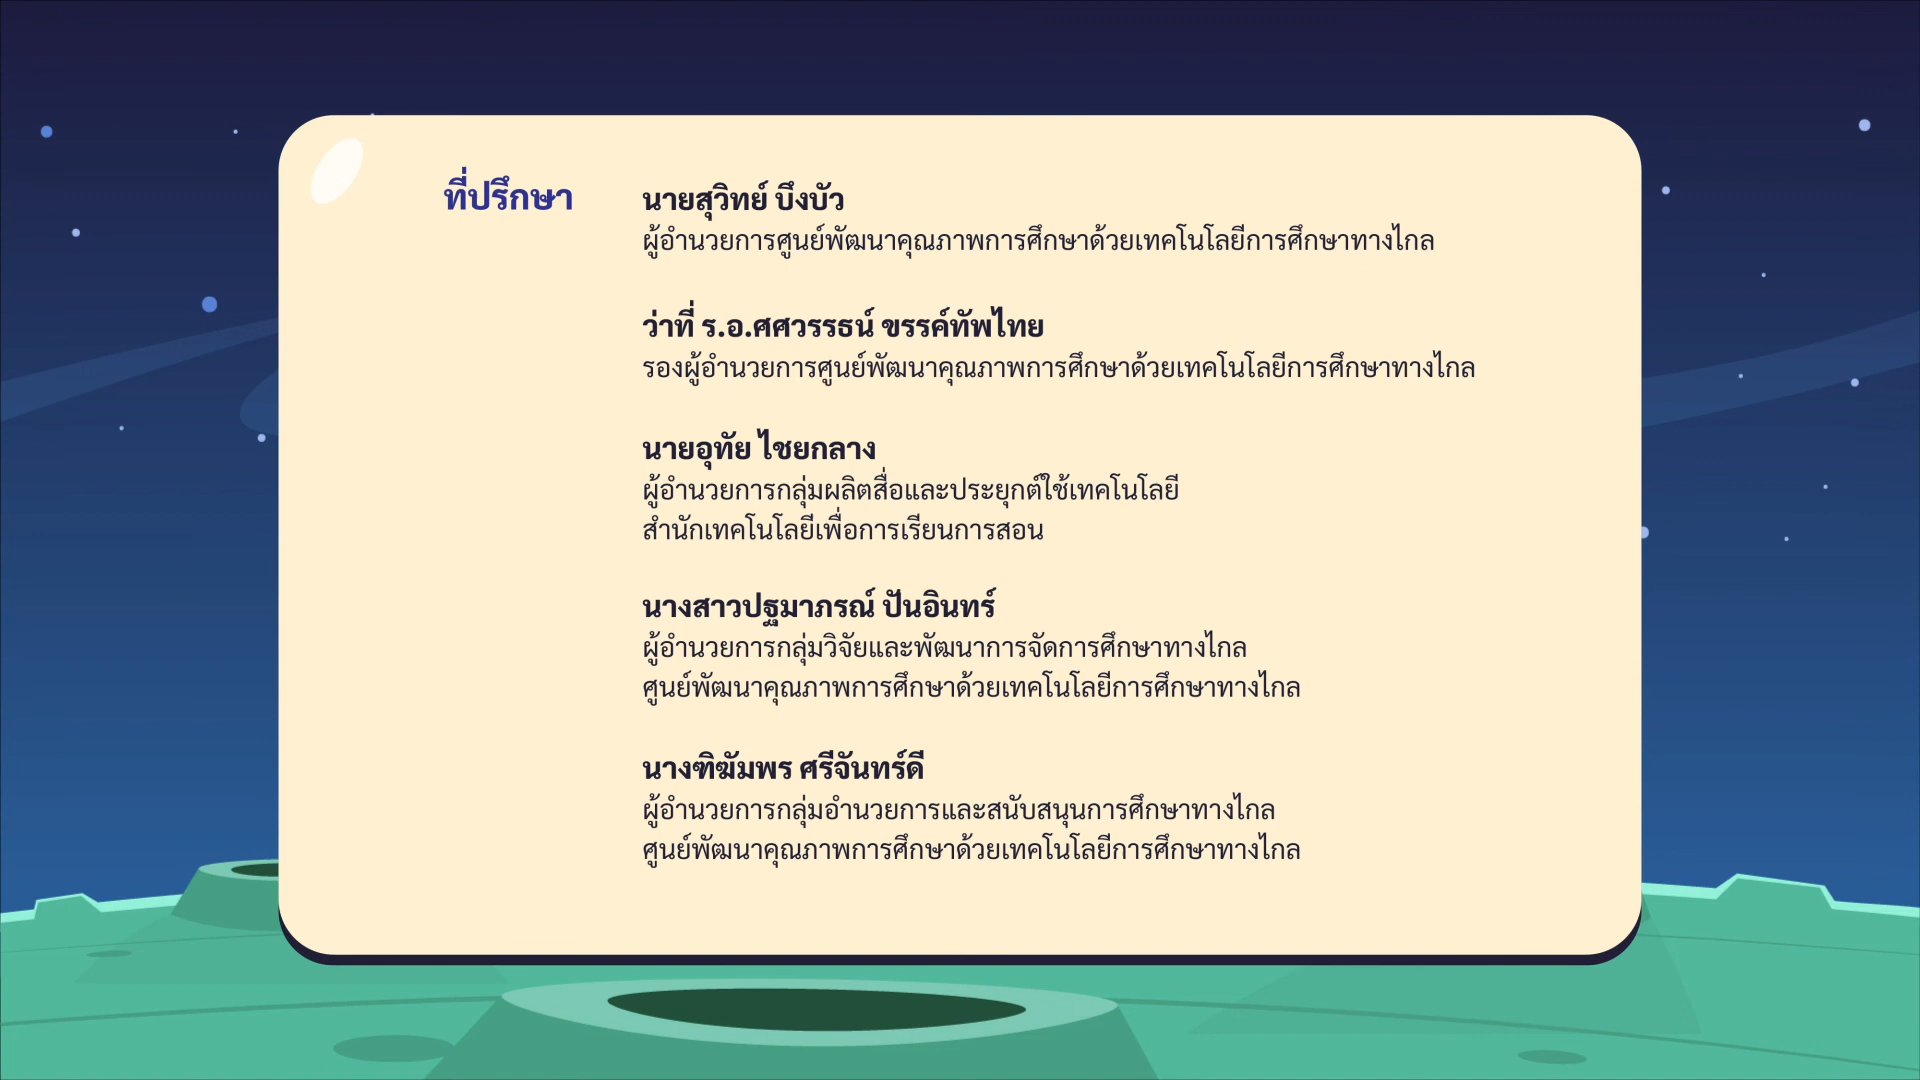 ที่ปรึกษา
นายสุวิทย์ บึงบัว
ผู้อำนวยการศูนย์พัฒนาคุณภาพการศึกษาด้วยเทคโนโลยีการศึกษาทางไกล
ว่าที่ ร.อ.ศศวรรธน์ ขรรค์ทัพไทย
รองผู้อำนวยการศูนย์พัฒนาคุณภาพการศึกษาด้วยเทคโนโลยีการศึกษาทางไกล
นายอุทัย ไชยกลาง
ผู้อำนวยการกลุ่มผลิตสื่อและประยุกต์ใช้เทคโนโลยี
สำนักเทคโนโลยีเพื่อการเรียนการสอน
นางสาวปฐมาภรณ์ ปันอินทร์
ผู้อำนวยการกลุ่มวิจัยและพัฒนาการจัดการศึกษาทางไกล
ศูนย์พัฒนาคุณภาพการศึกษาด้วยเทคโนโลยีการศึกษาทางไกล
นางฑิฆัมพร ศรีจันทร์ดี
ผู้อำนวยการกลุ่มอำนวยการและสนับสนุนการศึกษาทางไกล
ศูนย์พัฒนาคุณภาพการศึกษาด้วยเทคโนโลยีการศึกษาทางไกล